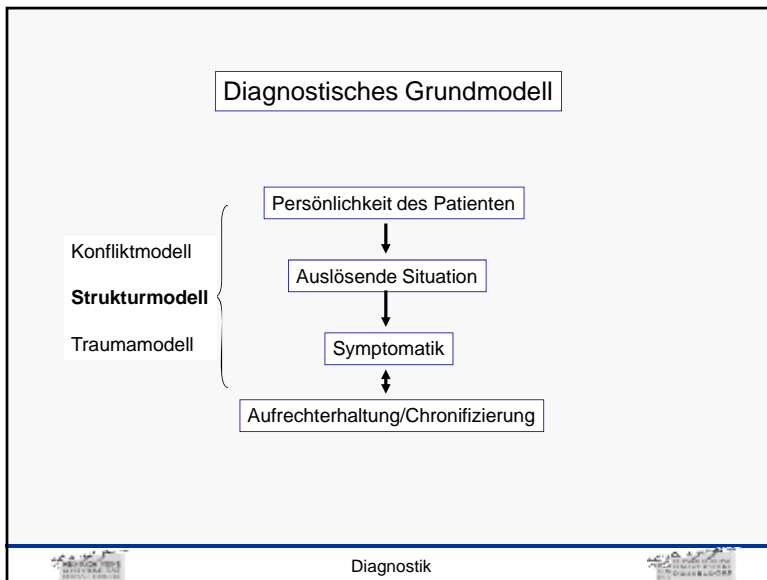 Diagnostisches Grundmodell
Persönlichkeit des Patienten
Konfliktmodell
Auslösende Situation
Strukturmodell
Traumamodell
Symptomatik
Aufrechterhaltung/Chronifizierung
Diagnostik